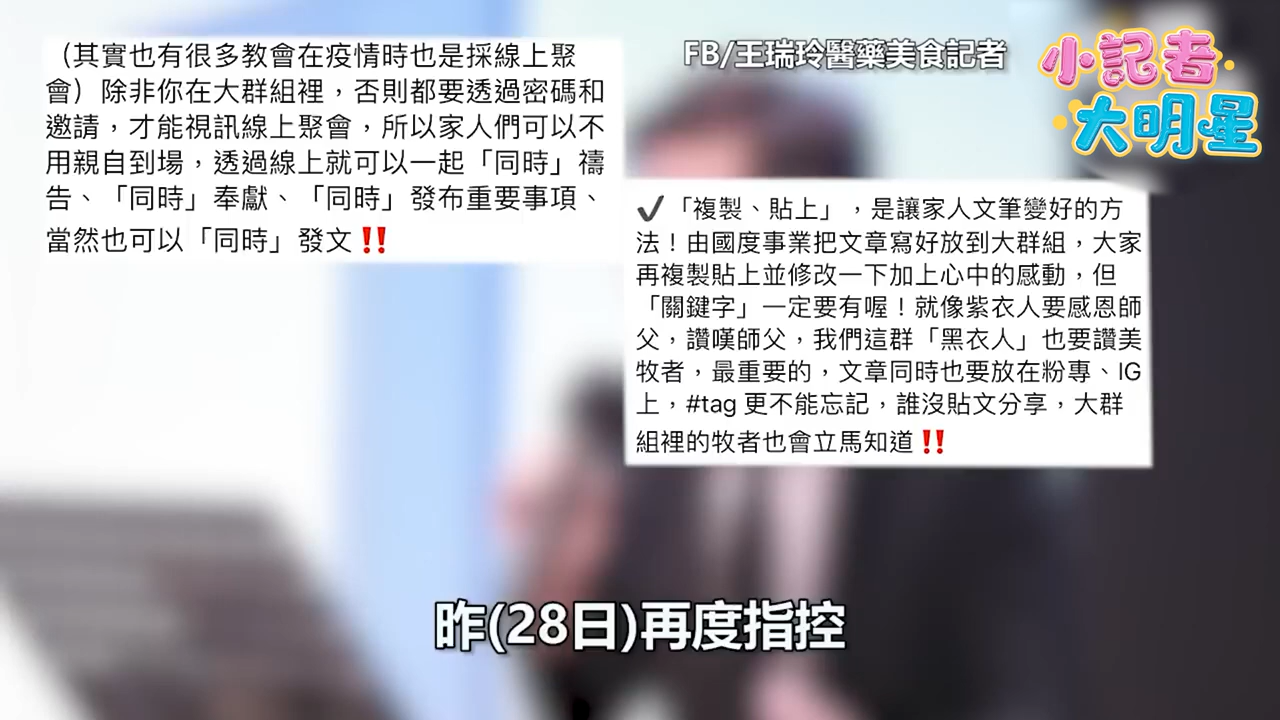 （其實也有很多教會在疫情時也是採線上聚
會）除非你在大群組裡，否則都要透過密碼和
邀請，才能視訊線上聚會，所以家人們可以不
用親自到場，透過線上就可以一起「同時」禱
告、「同時」奉獻、「同時」發布重要事項、
當然也可以「同時」發文‼️
FB/王瑞玲醫藥美食記者
小記者
大明星
✔「複製、貼上」，是讓家人文筆變好的方
法！由國度事業把文章寫好放到大群組，大家
再複製貼上並修改一下加上心中的感動，但
「關鍵字」一定要有喔！就像紫衣人要感恩師
父，讚嘆師父，我們這群「黑衣人」也要讚美
牧者，最重要的，文章同時也要放在粉專、IG
上，#tag 更不能忘記，誰沒貼文分享，大群
組裡的牧者也會立馬知道‼️
昨(28日)再度指控